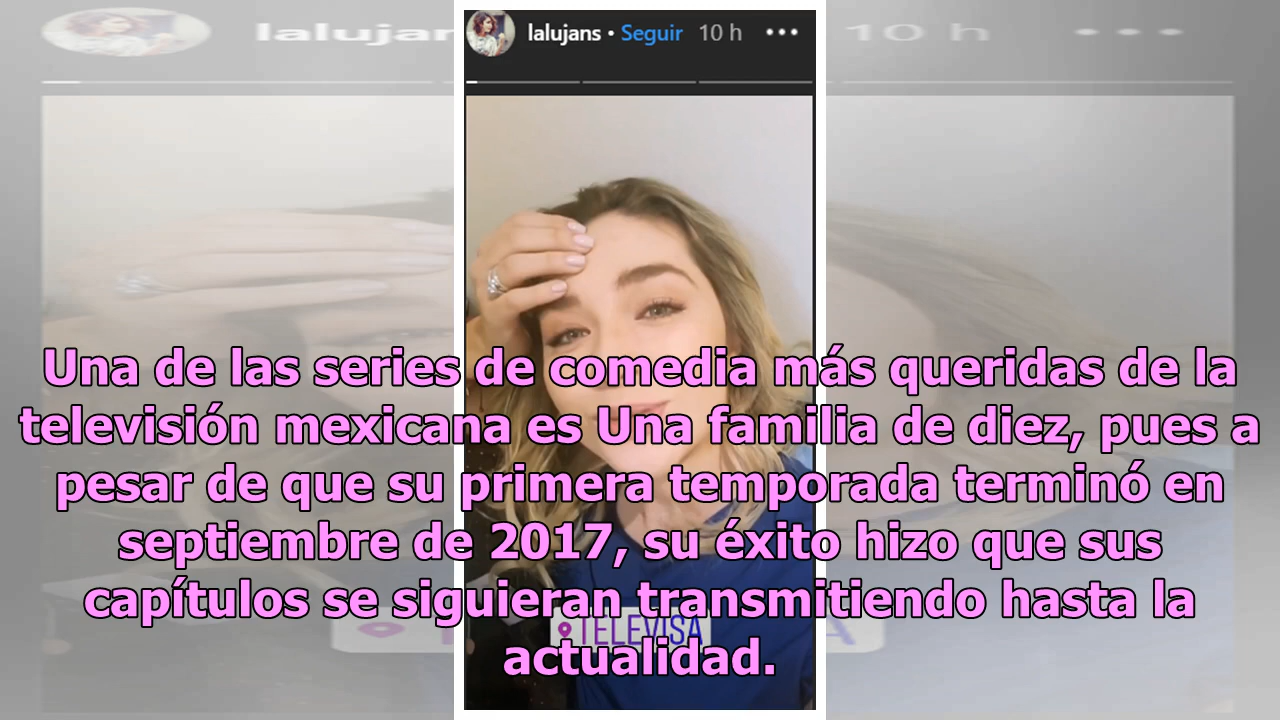 lalujans • Seguir 10 h
Una de las series de comedia más queridas de la
televisión mexicana es Una familia de diez, pues a
pesar de que su primera temporada terminó en
septiembre de 2017, su éxito hizo que sus
capítulos se siguieran transmitiendo hasta la
TELEVISA
actualidad.